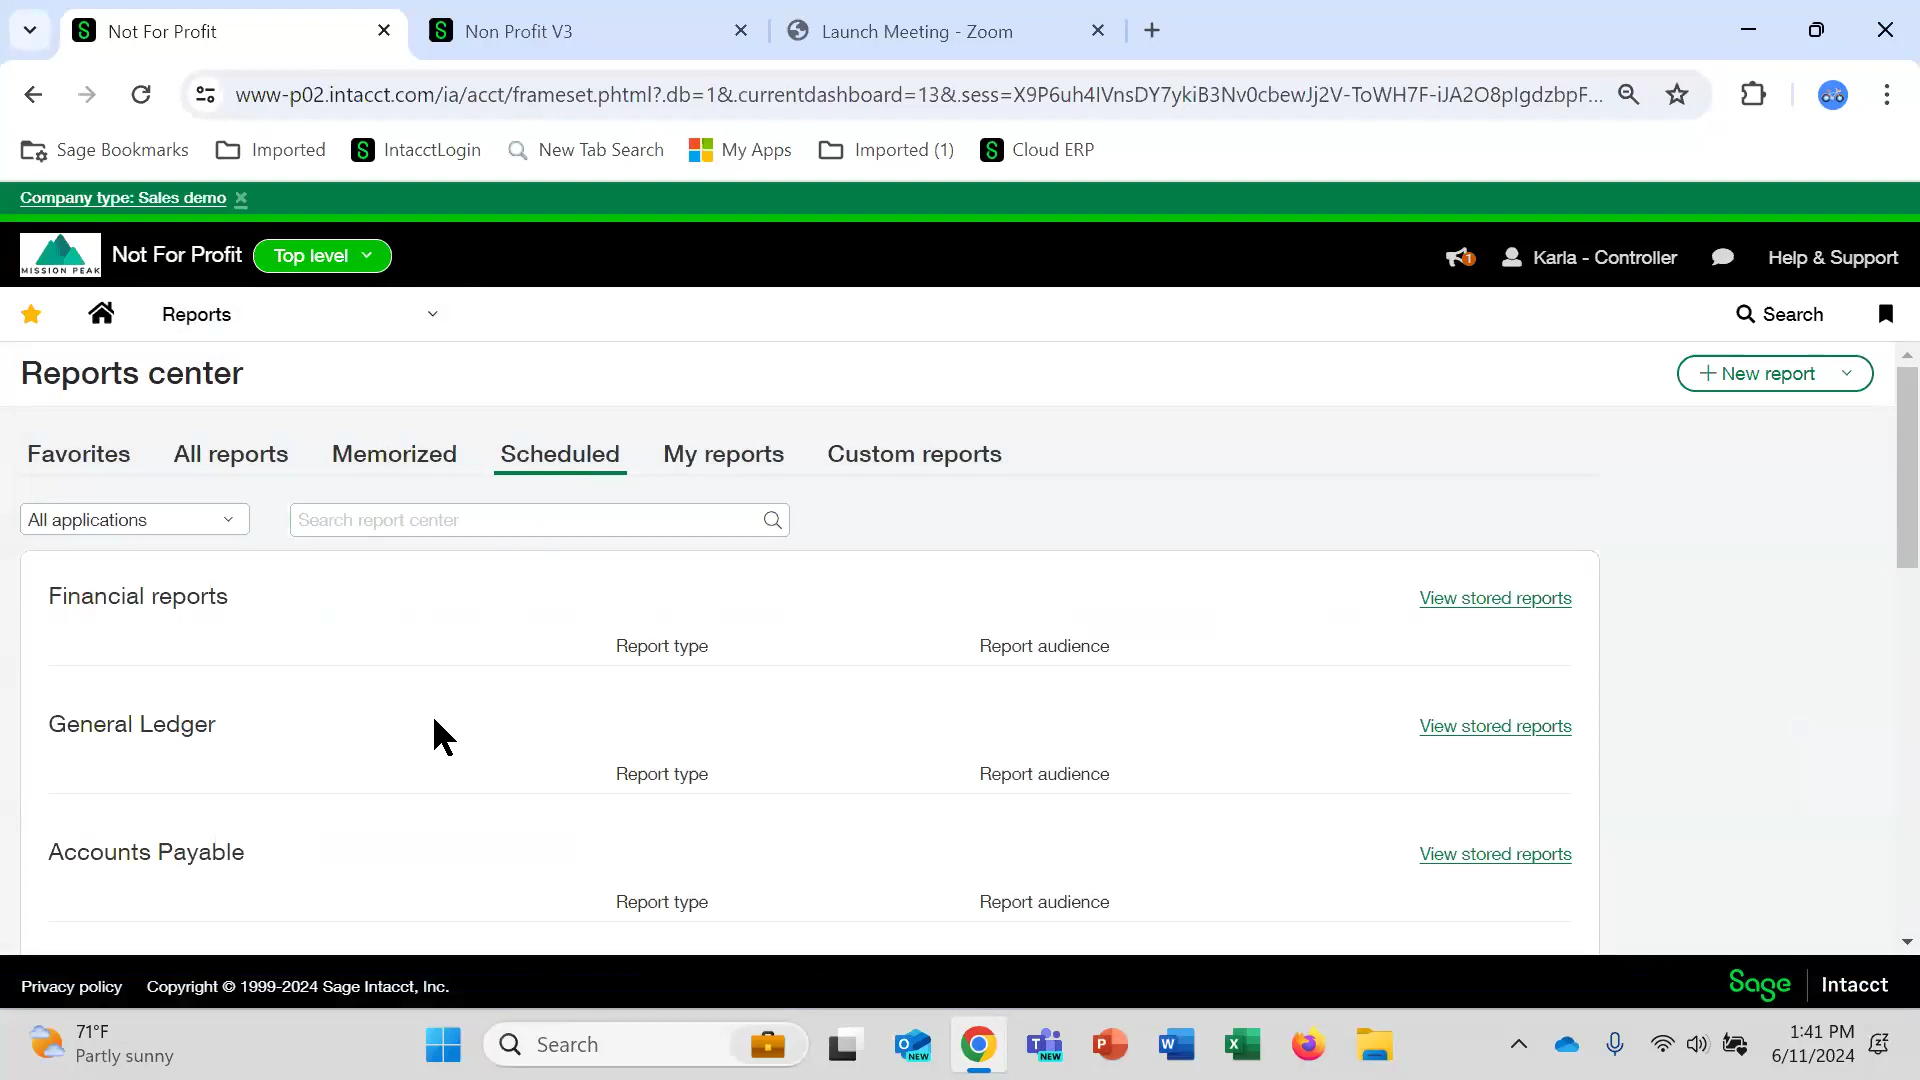 Not For Profit
Non Profit V3
Launch Meeting - Zoom
www-p02.intacct.com/ia/acct/frameset.phtml?.db=1&.currentdashboard=13&.sess=X9P6uh4IVnsDY7ykiB3Nv0cbewJj2V-ToWH7F-iJA2O8pIgdzbpF...
Sage Bookmarks
Imported
IntacctLogin
New Tab Search
My Apps
Imported (1)
Cloud ERP
Company type: Sales demo
MISSION PEAK
Not For Profit
Top level
1
Karla - Controller
Help & Support
Reports
Search
Reports center
New report
Favorites
All reports
Memorized
Scheduled
My reports
Custom reports
All applications
Search report center
Financial reports
View stored reports
Report type
Report audience
General Ledger
View stored reports
Report type
Report audience
Accounts Payable
View stored reports
Report type
Report audience
Privacy policy
Copyright © 1999-2024 Sage Intacct, Inc.
Sage
Intacct
71°F
Partly sunny
Search
NEW
NEW
1:41 PM
6/11/2024